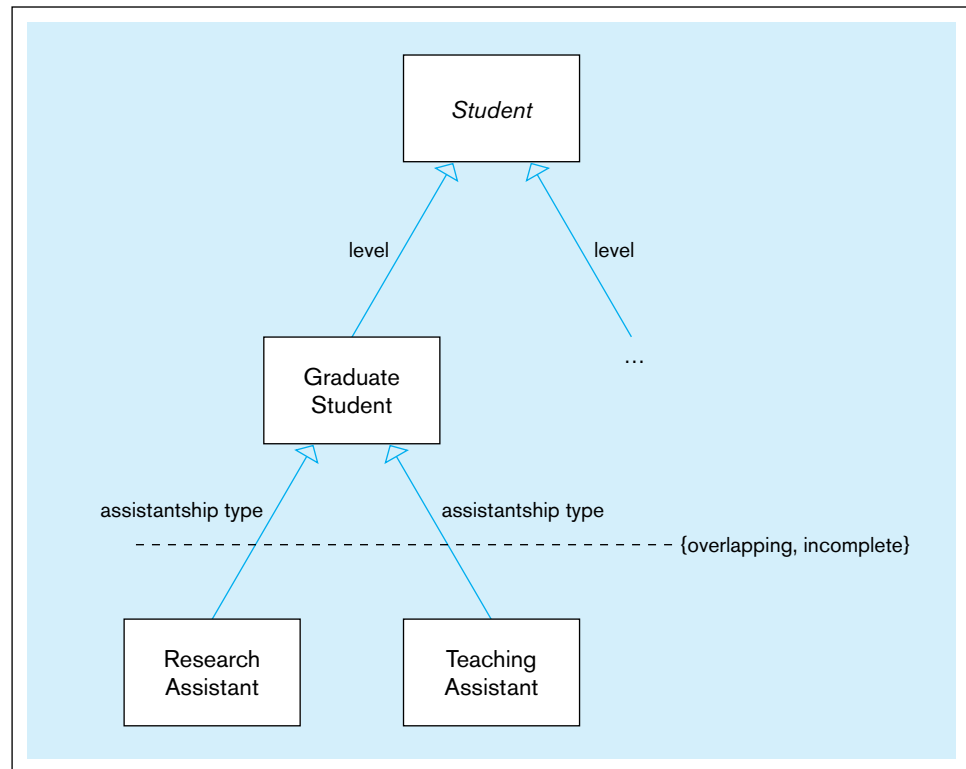 Student
level
level
...
Graduate
Student
assistantship type
assistantship type
{overlapping, incomplete}
Research
Assistant
Teaching
Assistant